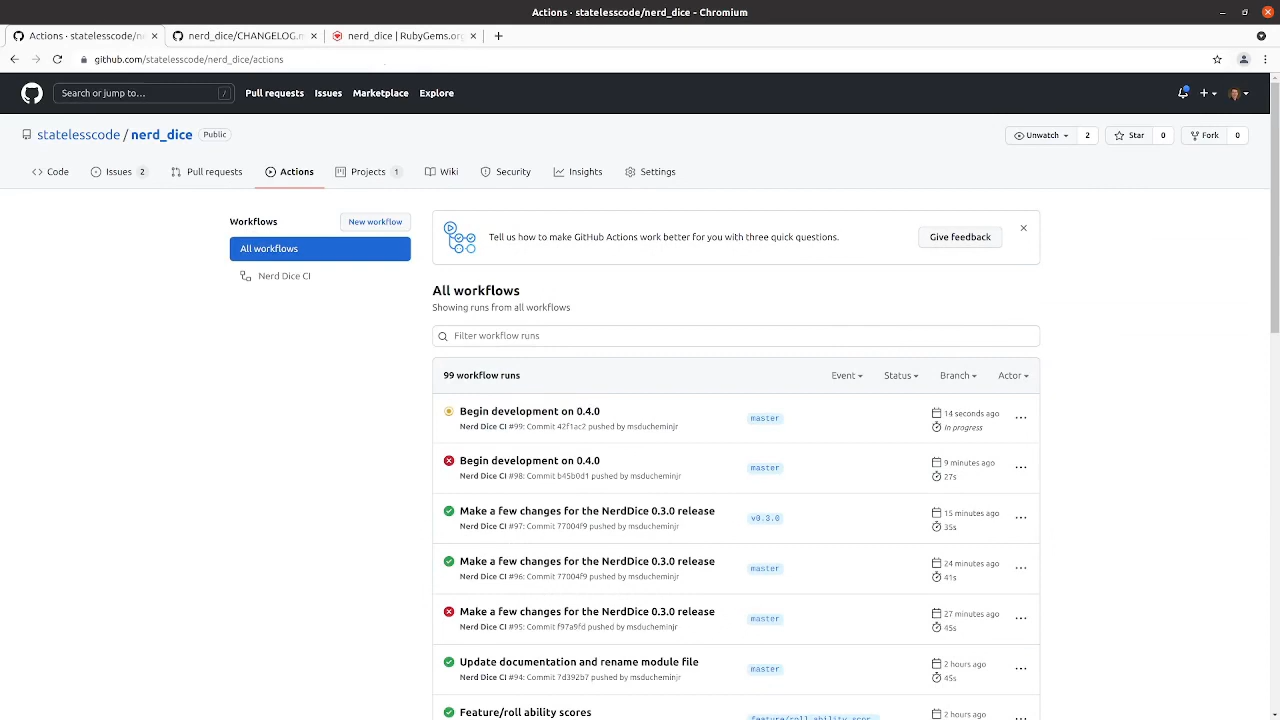 Actions · statelesscode/nerd_dice - Chromium
Actions · statelesscode/ne
nerd_dice/CHANGELOG.m
nerd_dice | RubyGems.org
github.com/statelesscode/nerd_dice/actions
Search or jump to...
/
Pull requests
Issues
Marketplace
Explore
statelesscode / nerd_dice
Public
Unwatch
2
Star
0
Fork
0
Code
Issues 2
Pull requests
Actions
Projects 1
Wiki
Security
Insights
Settings
Workflows
New workflow
All workflows
Nerd Dice CI
Tell us how to make GitHub Actions work better for you with three quick questions.
Give feedback
All workflows
Showing runs from all workflows
Filter workflow runs
99 workflow runs
Event
Status
Branch
Actor
Begin development on 0.4.0
Nerd Dice CI #99: Commit 42f1ac2 pushed by msducheminjr
master
14 seconds ago
In progress
Begin development on 0.4.0
Nerd Dice CI #98: Commit b45b0d1 pushed by msducheminjr
master
9 minutes ago
27s
Make a few changes for the NerdDice 0.3.0 release
Nerd Dice CI #97: Commit 77004f9 pushed by msducheminjr
v0.3.0
15 minutes ago
35s
Make a few changes for the NerdDice 0.3.0 release
Nerd Dice CI #96: Commit 77004f9 pushed by msducheminjr
master
24 minutes ago
41s
Make a few changes for the NerdDice 0.3.0 release
Nerd Dice CI #95: Commit f97a9fd pushed by msducheminjr
master
27 minutes ago
45s
Update documentation and rename module file
Nerd Dice CI #94: Commit 7d392b7 pushed by msducheminjr
master
2 hours ago
45s
Feature/roll ability scores
feature/roll_ability_scor...
2 hours ago